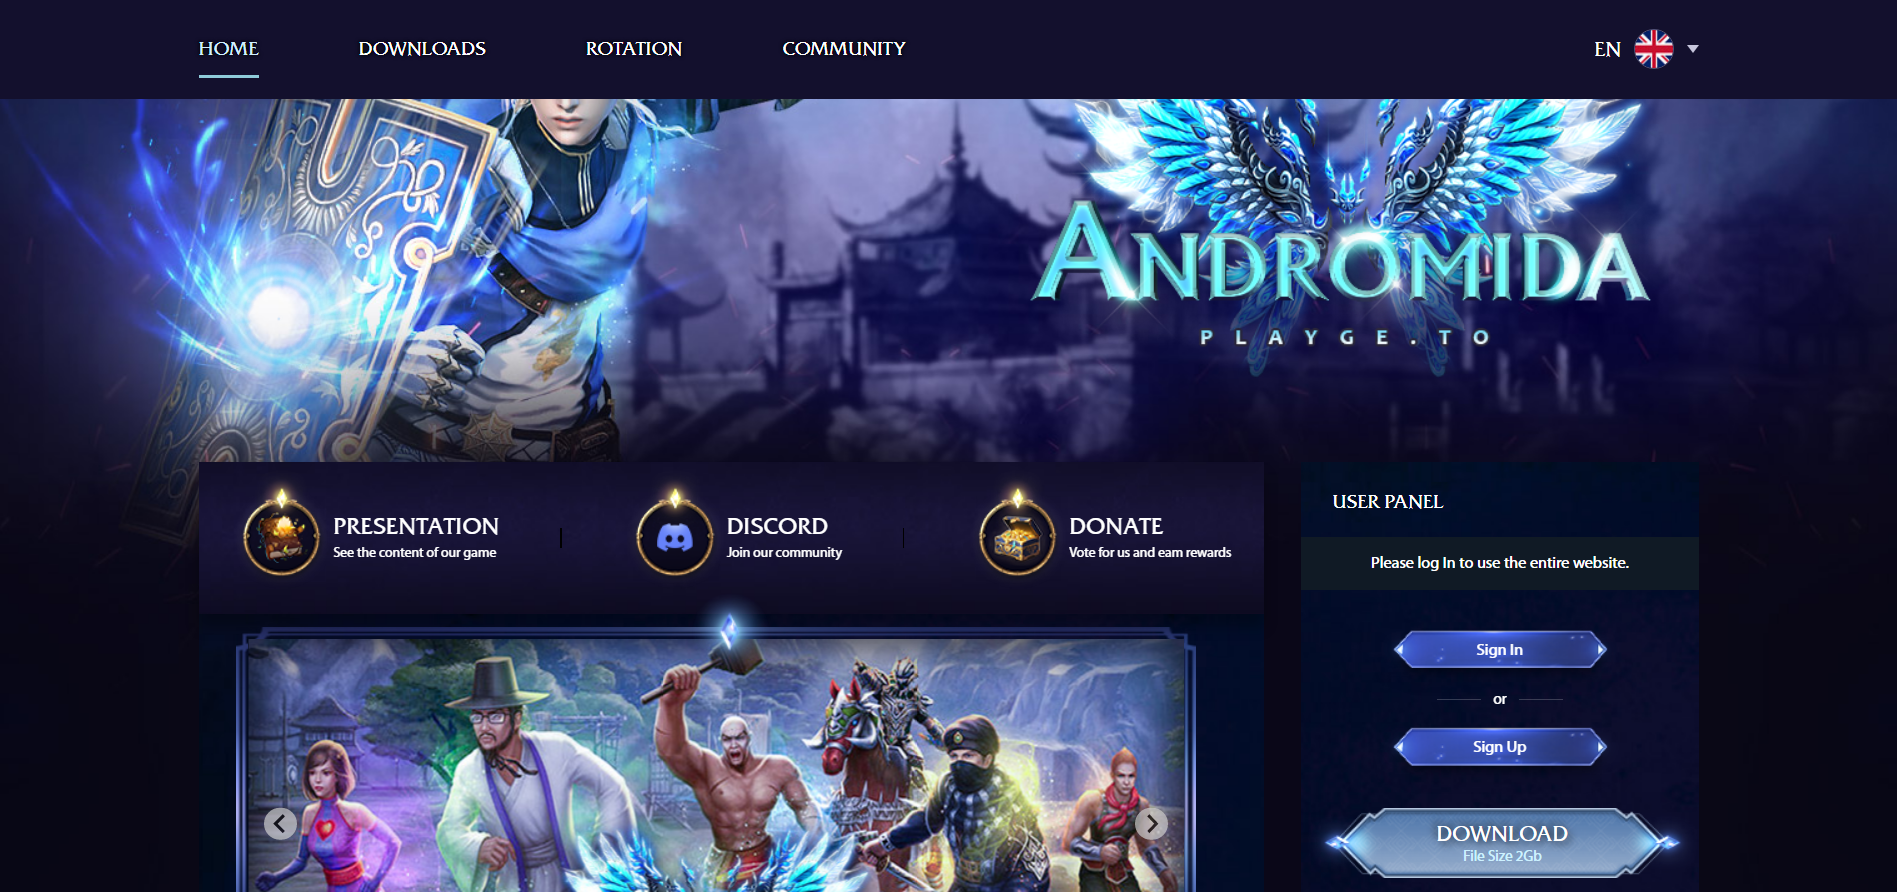 HOME
DOWNLOADS
ROTATION
COMMUNITY
EN
ANDROMIDA
PLAYGE.TO
PRESENTATION
See the content of our game
DISCORD
Join our community
DONATE
Vote for us and earn rewards
USER PANEL
Please log In to use the entire website.
Sign In
or
Sign Up
DOWNLOAD
File Size 2Gb